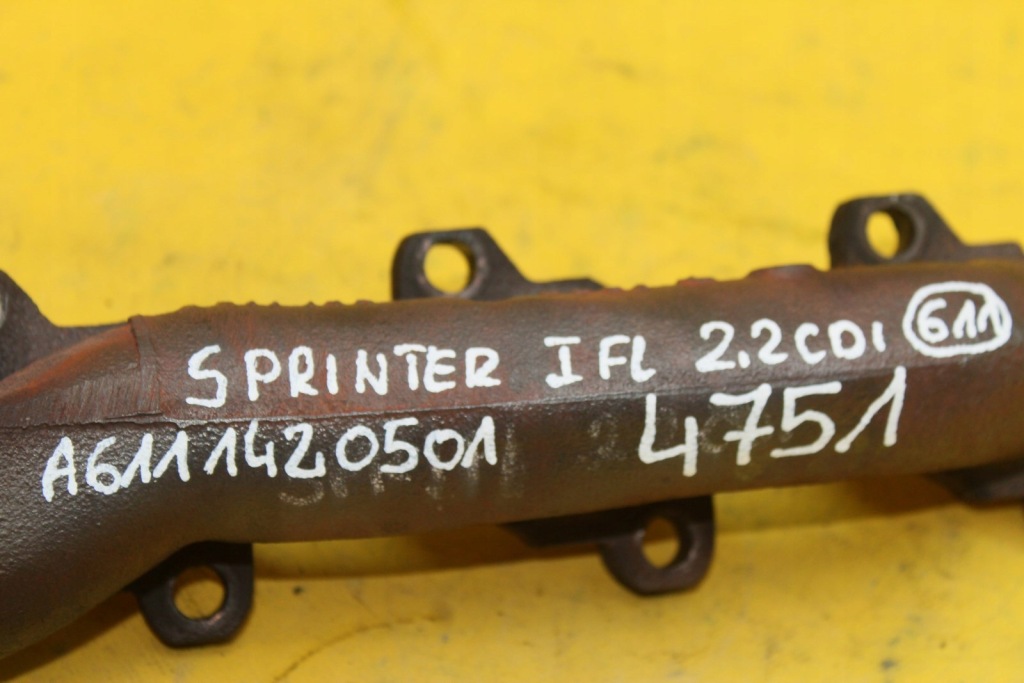 SPRINTER I FL 2.2CDI 611
A6111420501 4751